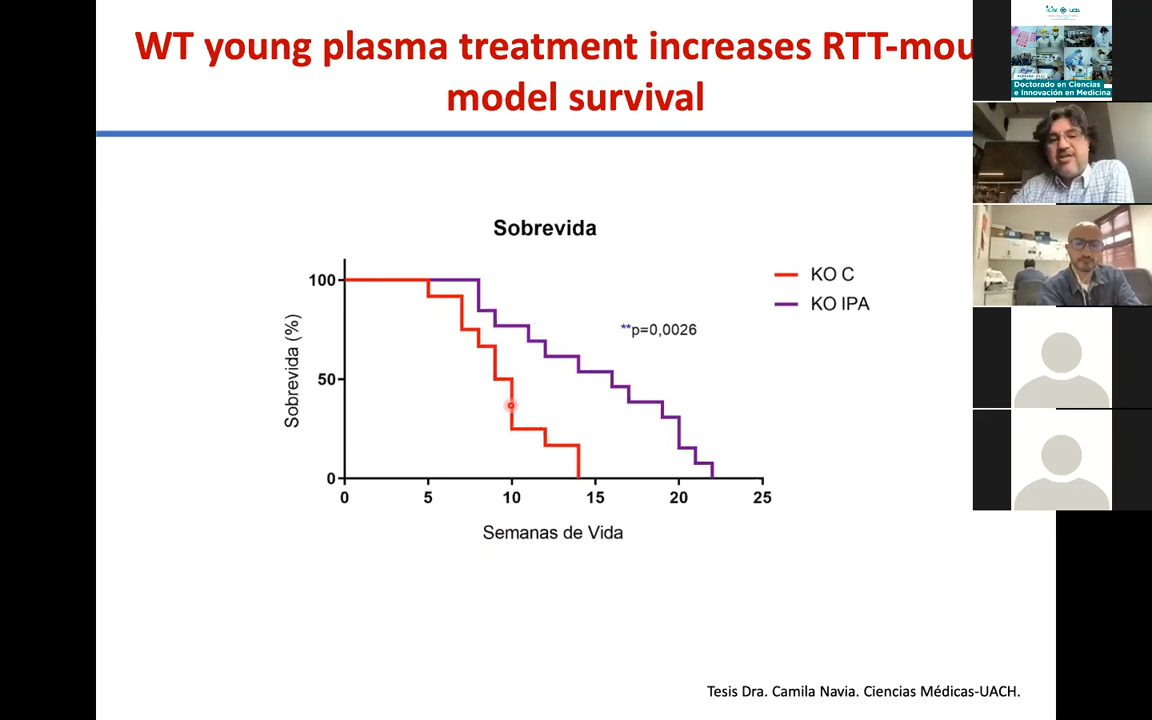 WT young plasma treatment increases RTT-mou
model survival
Sobrevida
100
50
0
Sobrevida (%)
0 5 10 15 20 25
Semanas de Vida
KO C
KO IPA
**p=0,0026
Tesis Dra. Camila Navia. Ciencias Médicas-UACH.
Doctorado en Ciencias
e Innovación en Medicina